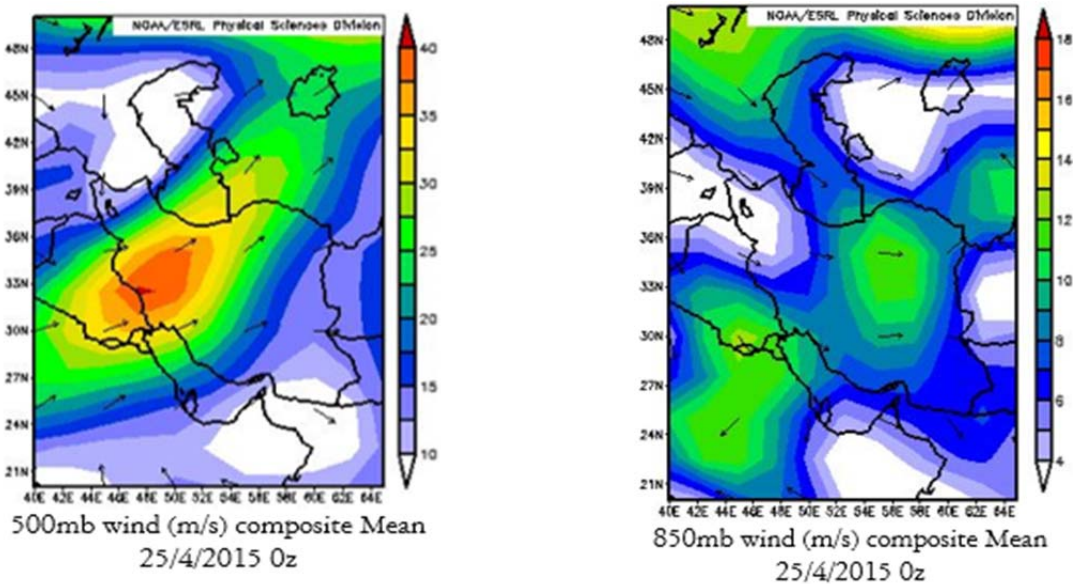 NOAA/ESRL Physical Sciences Division
48N
45N
42N
39N
36N
33N
30N
27N
24N
21N
40E 42E 44E 46E 48E 50E 52E 54E 56E 58E 60E 62E 64E
40
35
30
25
20
15
10
500mb wind (m/s) composite Mean
25/4/2015 0z
NOAA/ESRL Physical Sciences Division
48N
45N
42N
39N
36N
33N
30N
27N
24N
21N
40E 42E 44E 46E 48E 50E 52E 54E 56E 58E 60E 62E 64E
18
16
14
12
10
8
6
4
850mb wind (m/s) composite Mean
25/4/2015 0z